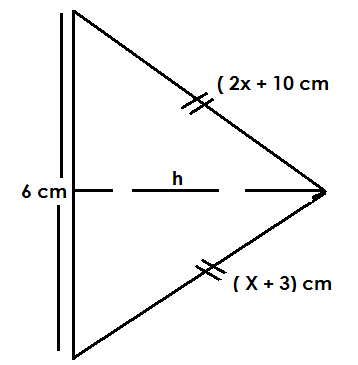 ( 2x + 10 cm
h
6 cm
( X + 3) cm